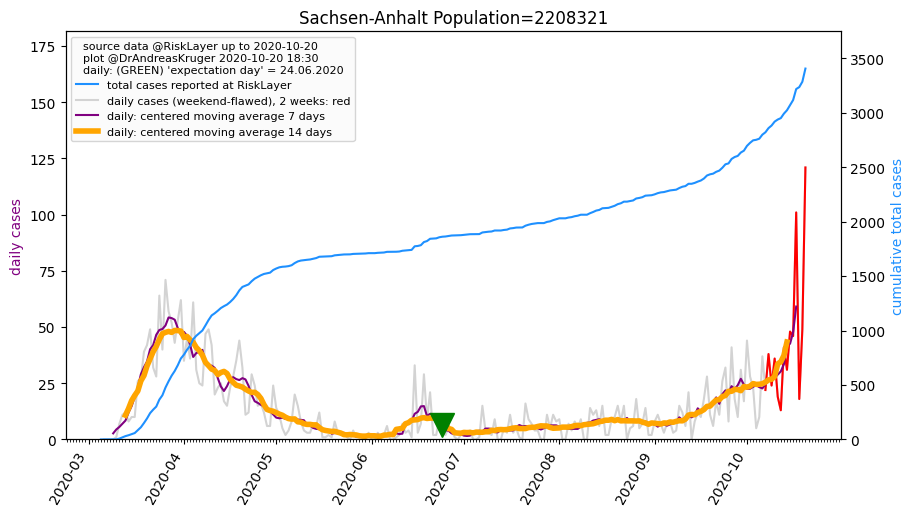 Sachsen-Anhalt Population=2208321
source data @RiskLayer up to 2020-10-20
plot @DrAndreasKruger 2020-10-20 18:30
daily: (GREEN) 'expectation day' = 24.06.2020
total cases reported at RiskLayer
daily cases (weekend-flawed), 2 weeks: red
daily: centered moving average 7 days
daily: centered moving average 14 days
daily cases
175
150
125
100
75
50
25
0
3500
3000
2500
2000
1500
1000
500
0
cumulative total cases
2020-03
2020-04
2020-05
2020-06
2020-07
2020-08
2020-09
2020-10